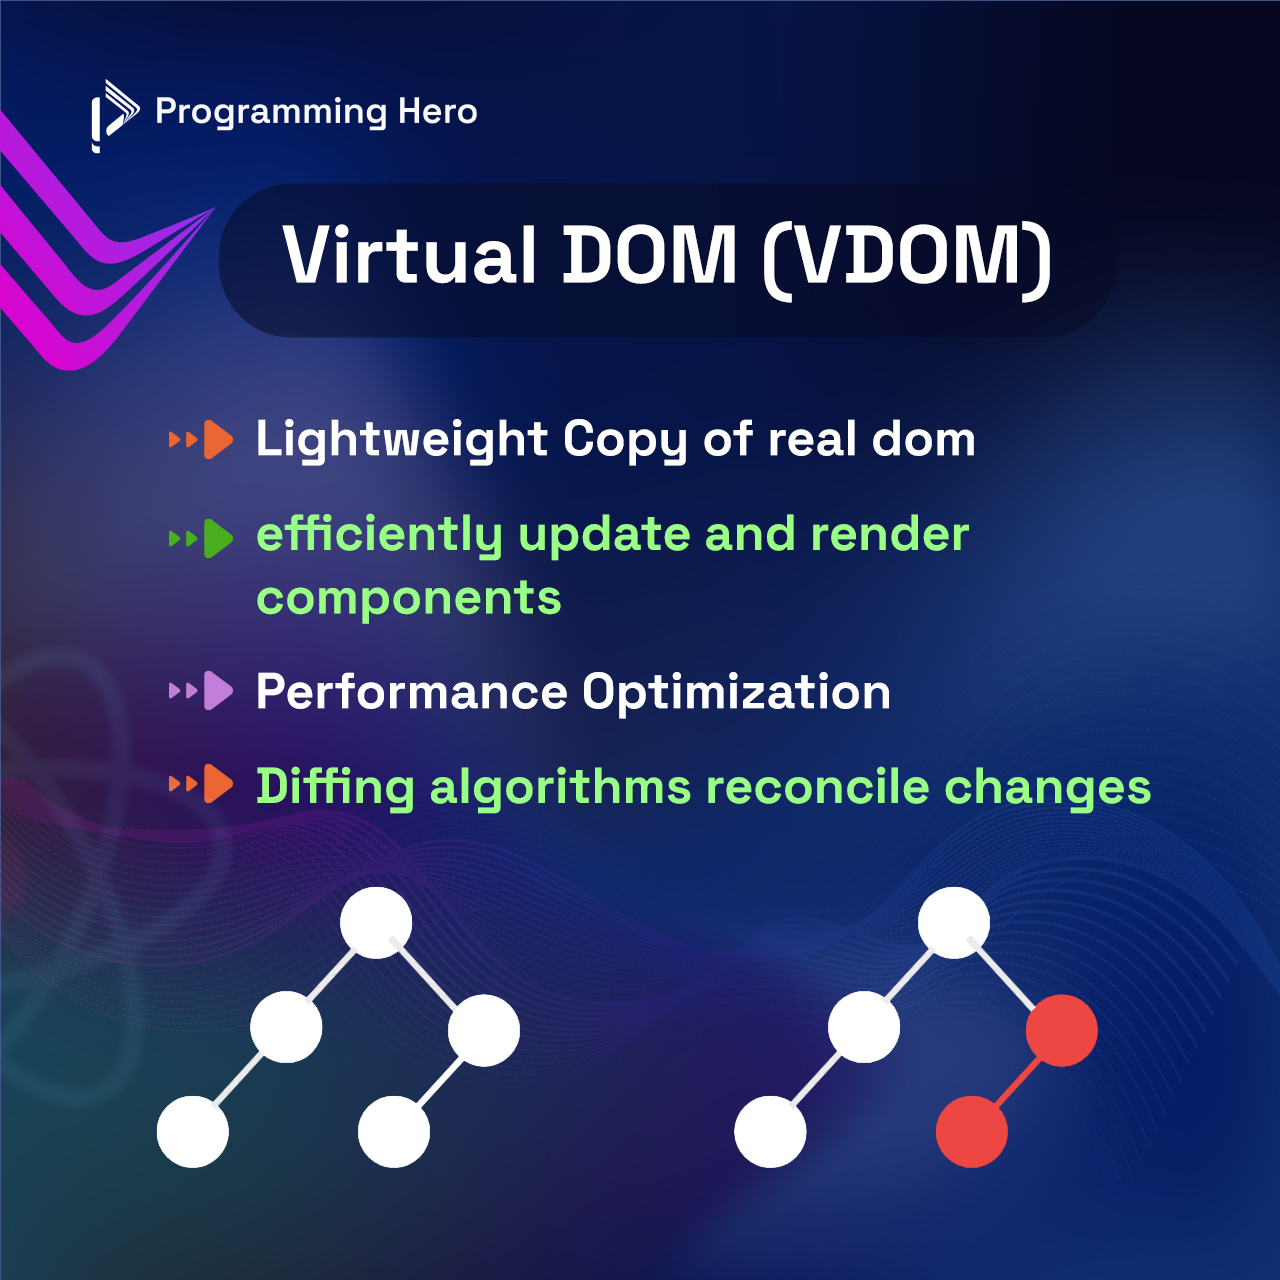 Programming Hero
Virtual DOM (VDOM)
Lightweight Copy of real dom
efficiently update and render
components
Performance Optimization
Diffing algorithms reconcile changes